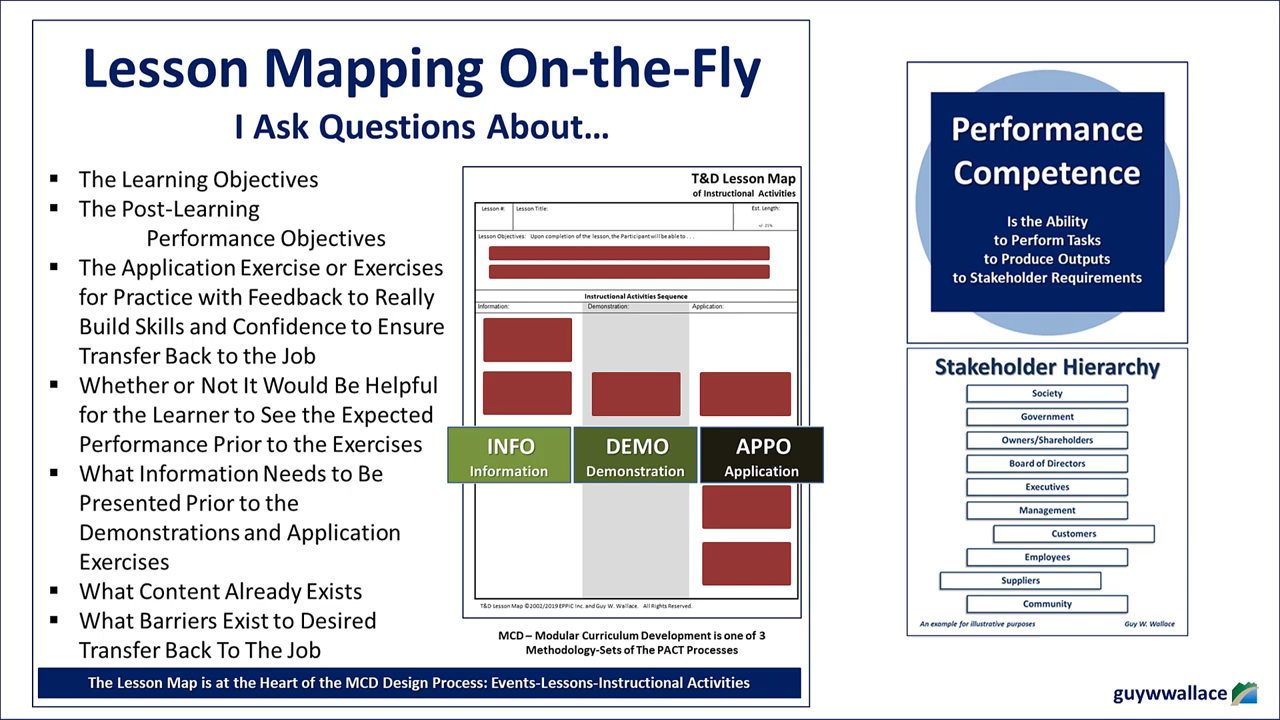 Lesson Mapping On-the-Fly
I Ask Questions About...
▪ The Learning Objectives
▪ The Post-Learning
Performance Objectives
▪ The Application Exercise or Exercises
for Practice with Feedback to Really
Build Skills and Confidence to Ensure
Transfer Back to the Job
▪ Whether or Not It Would Be Helpful
for the Learner to See the Expected
Performance Prior to the Exercises
▪ What Information Needs to Be
Presented Prior to the
Demonstrations and Application
Exercises
▪ What Content Already Exists
▪ What Barriers Exist to Desired
Transfer Back To The Job
T&D Lesson Map
of Instructional Activities
Lesson #: Lesson Title: Est. Length:
+/- 25%
Lesson Objectives: Upon completion of the lesson, the Participant will be able to . . .
Instructional Activities Sequence
Information: Demonstration: Application:
INFO DEMO APPO
Information Demonstration Application
T&D Lesson Map ©2002/2019 EPPIC Inc. and Guy W. Wallace. All Rights Reserved.
MCD – Modular Curriculum Development is one of 3
Methodology-Sets of The PACT Processes
The Lesson Map is at the Heart of the MCD Design Process: Events-Lessons-Instructional Activities
Performance
Competence
Is the Ability
to Perform Tasks
to Produce Outputs
to Stakeholder Requirements
Stakeholder Hierarchy
Society
Government
Owners/Shareholders
Board of Directors
Executives
Management
Customers
Employees
Suppliers
Community
An example for illustrative purposes Guy W. Wallace
guywwallace